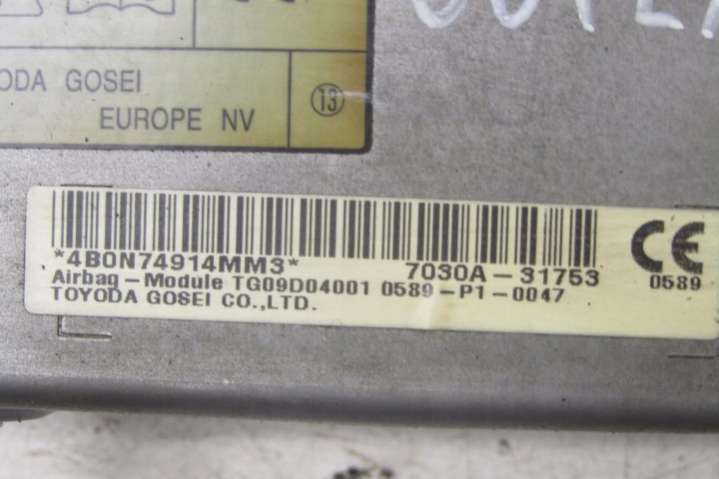 ODA GOSEI
EUROPE NV
13
*4B0N74914MM3* 7030A-31753
Airbag-Module TG09D04001 0589-P1-0047
TOYODA GOSEI CO.,LTD.
CE
0589